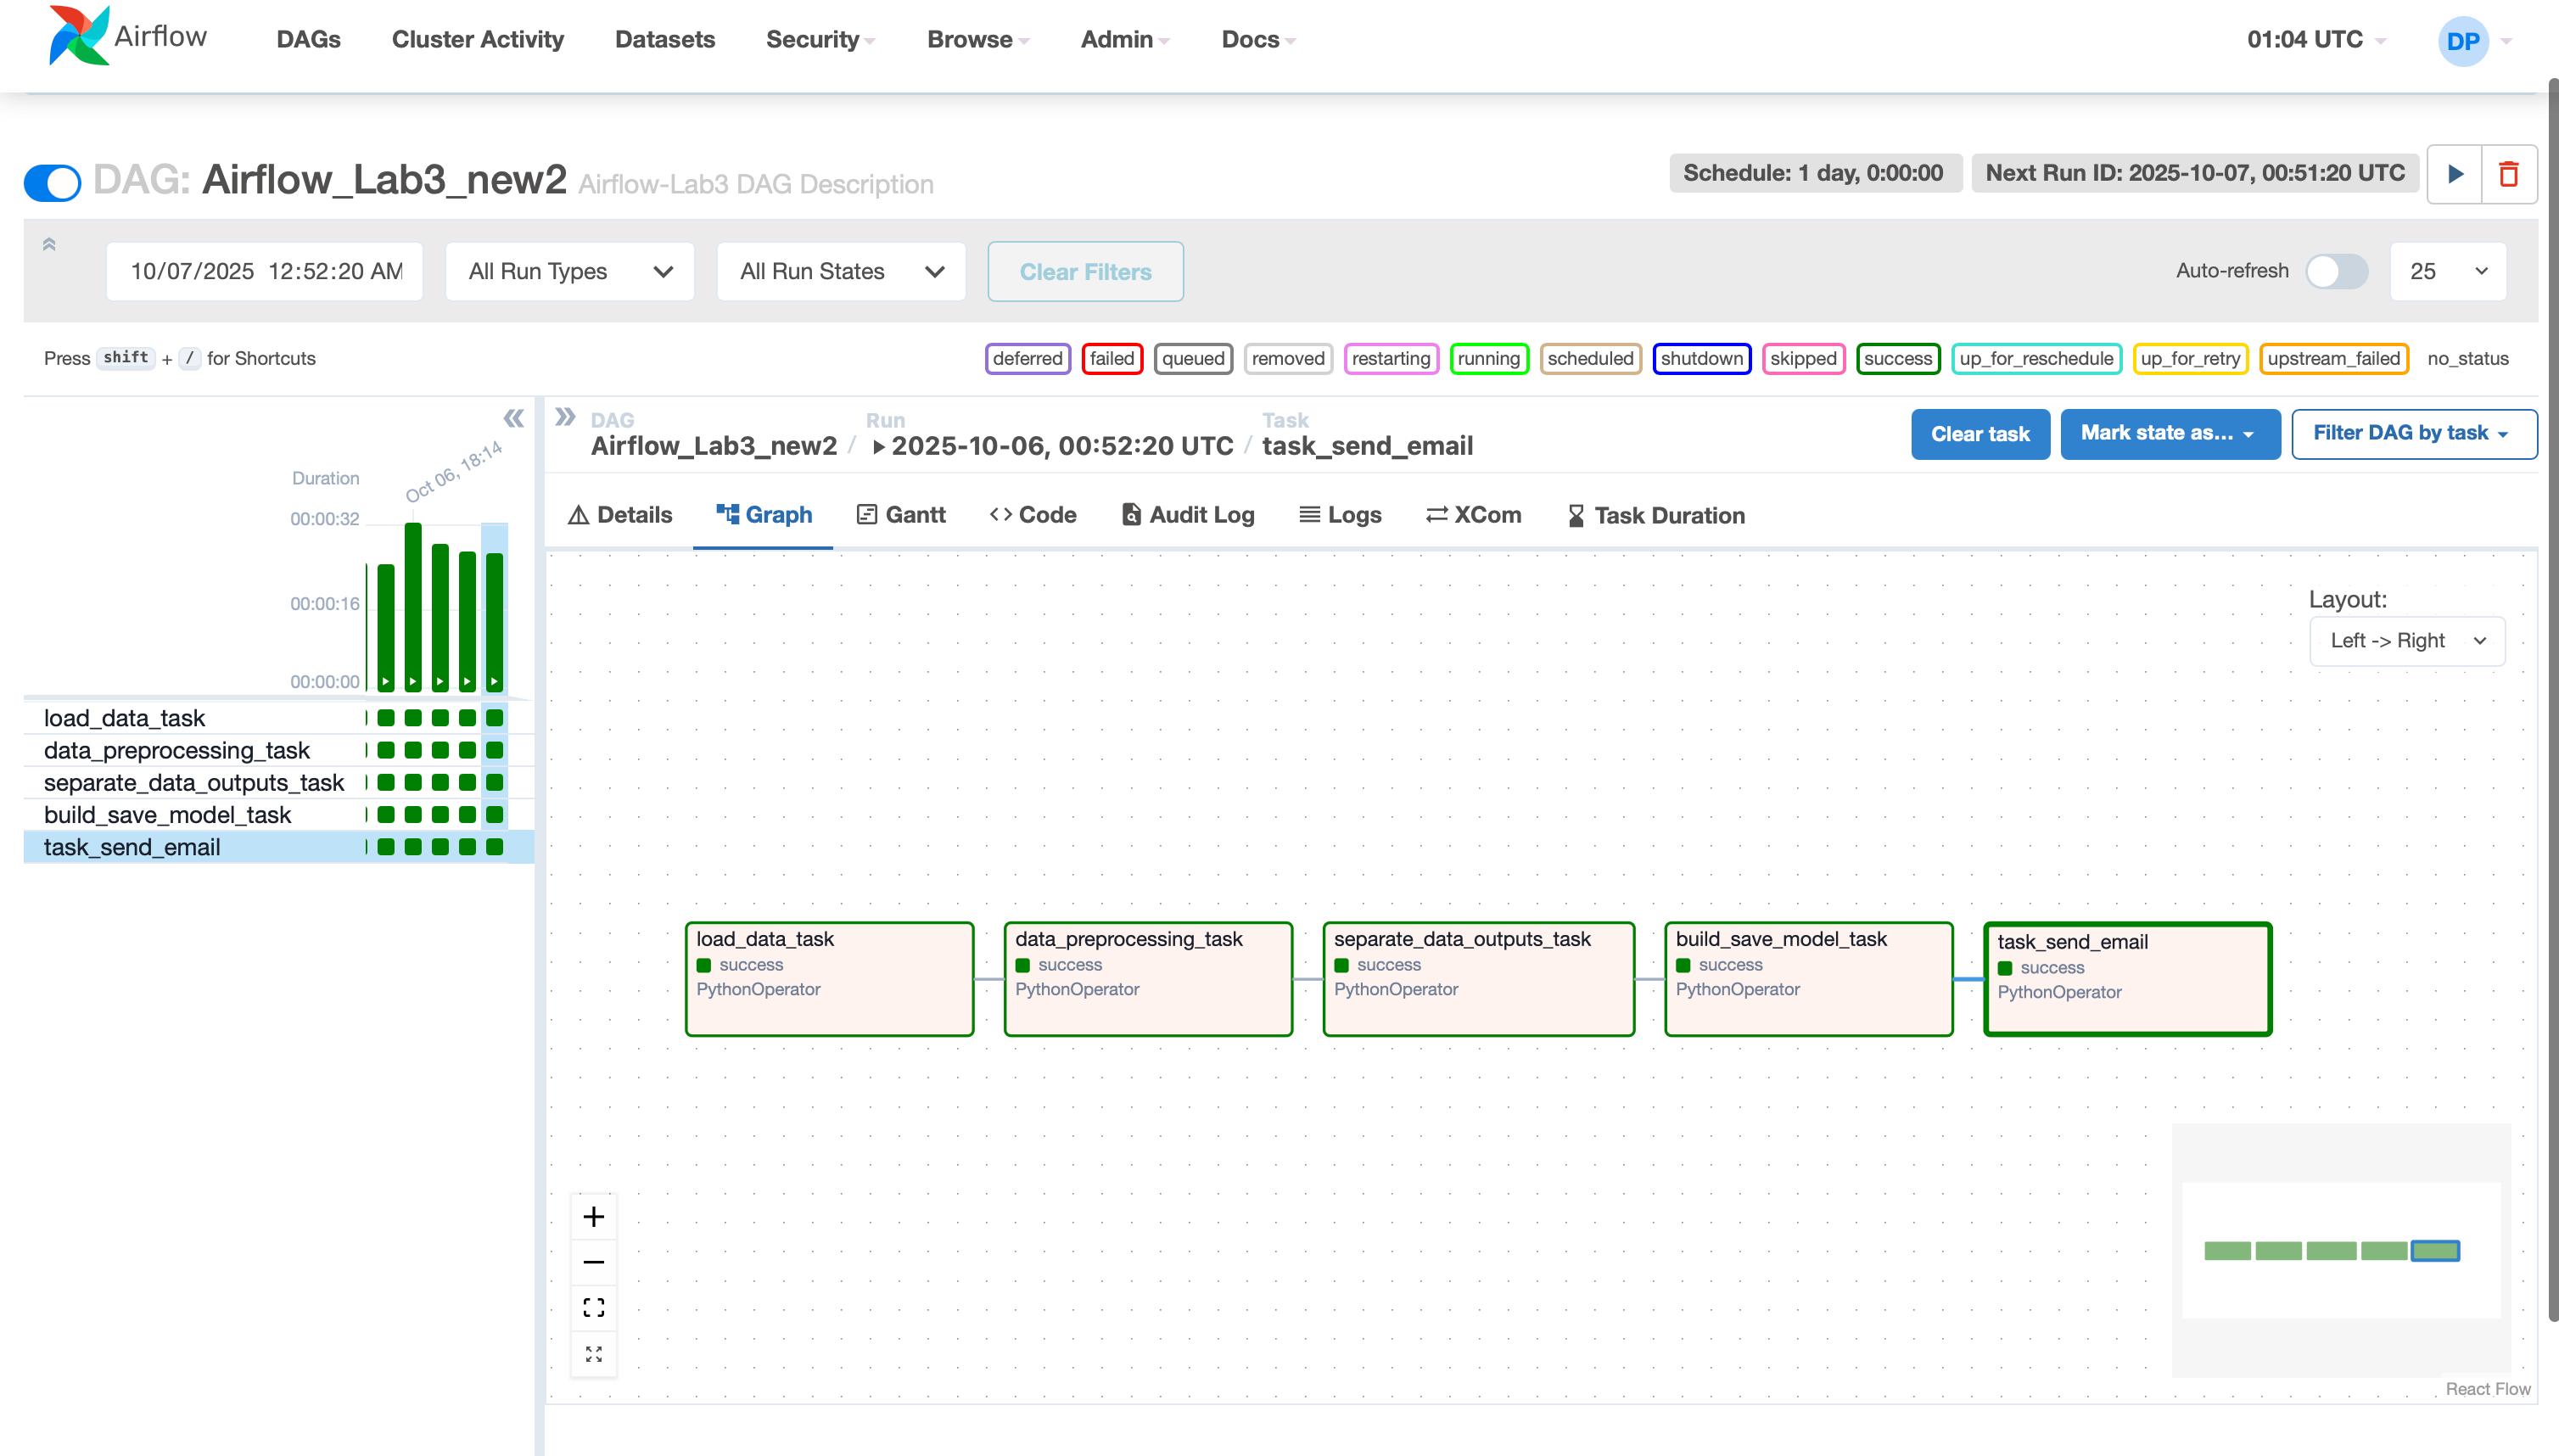 Airflow DAGs Cluster Activity Datasets Security Browse Admin Docs 01:04 UTC DP
DAG: Airflow_Lab3_new2 Airflow-Lab3 DAG Description Schedule: 1 day, 0:00:00 Next Run ID: 2025-10-07, 00:51:20 UTC
10/07/2025 12:52:20 AM All Run Types All Run States Clear Filters Auto-refresh 25
Press shift + / for Shortcuts deferred failed queued removed restarting running scheduled shutdown skipped success up_for_reschedule up_for_retry upstream_failed no_status
Oct 06, 18:14
Duration
00:00:32
00:00:16
00:00:00
load_data_task
data_preprocessing_task
separate_data_outputs_task
build_save_model_task
task_send_email
DAG Run Task
Airflow_Lab3_new2 / 2025-10-06, 00:52:20 UTC / task_send_email
Clear task Mark state as... Filter DAG by task
Details Graph Gantt Code Audit Log Logs XCom Task Duration
Layout:
Left -> Right
load_data_task
success
PythonOperator
data_preprocessing_task
success
PythonOperator
separate_data_outputs_task
success
PythonOperator
build_save_model_task
success
PythonOperator
task_send_email
success
PythonOperator
React Flow